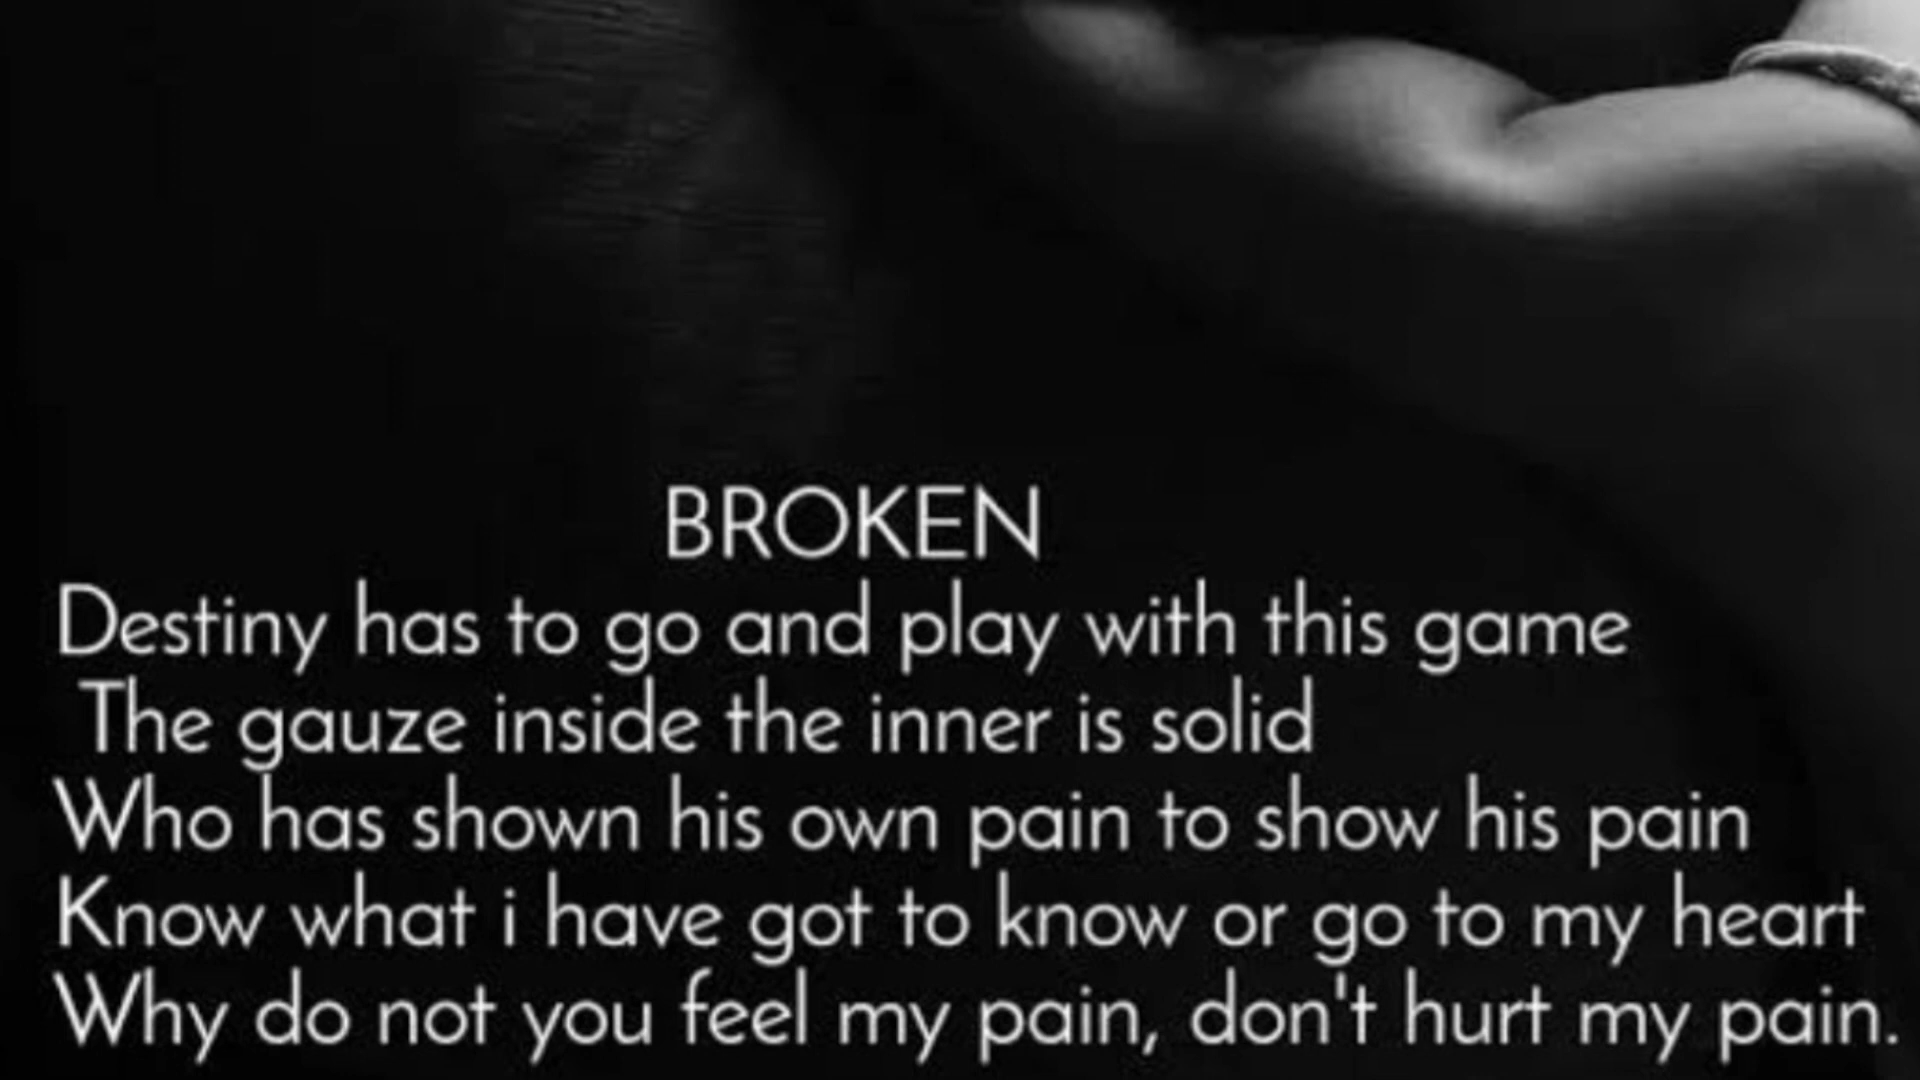 BROKEN
Destiny has to go and play with this game
The gauze inside the inner is solid
Who has shown his own pain to show his pain
Know what i have got to know or go to my heart
Why do not you feel my pain, don't hurt my pain.